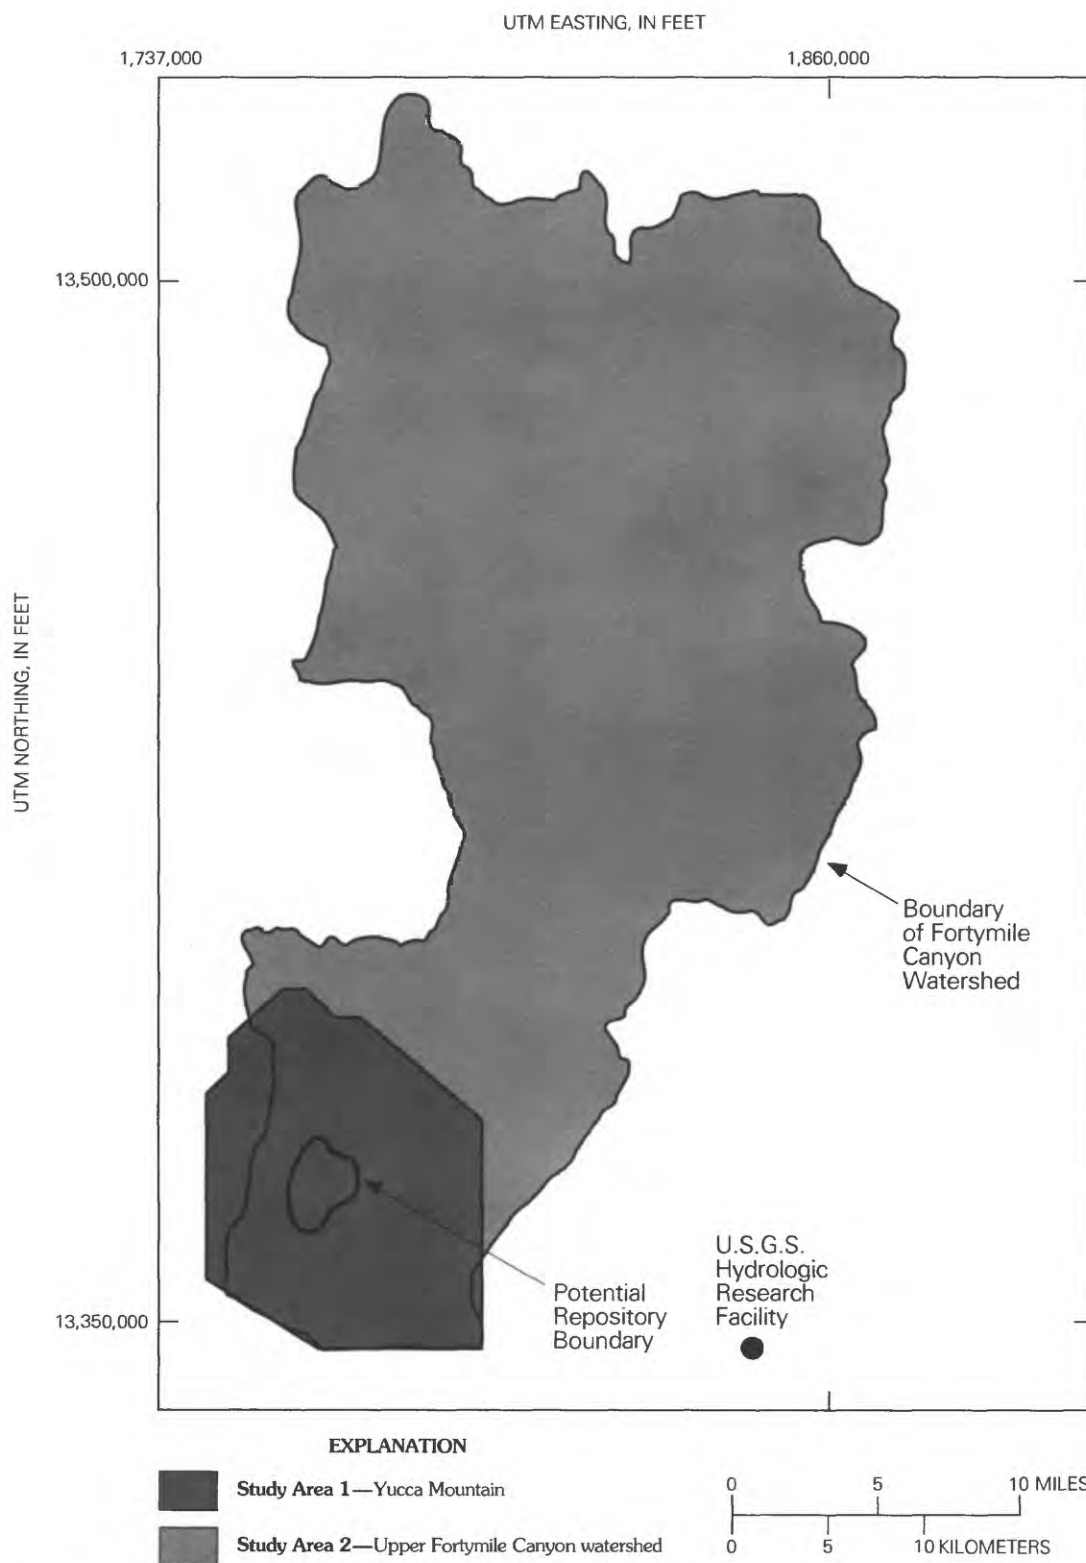 UTM EASTING, IN FEET
1,737,000
1,860,000
13,500,000
UTM NORTHING, IN FEET
Boundary
of Fortymile
Canyon
Watershed
U.S.G.S.
Hydrologic
Research
Facility
Potential
Repository
Boundary
13,350,000
EXPLANATION
Study Area 1—Yucca Mountain
Study Area 2—Upper Fortymile Canyon watershed
0 5 10 MILES
0 5 10 KILOMETERS